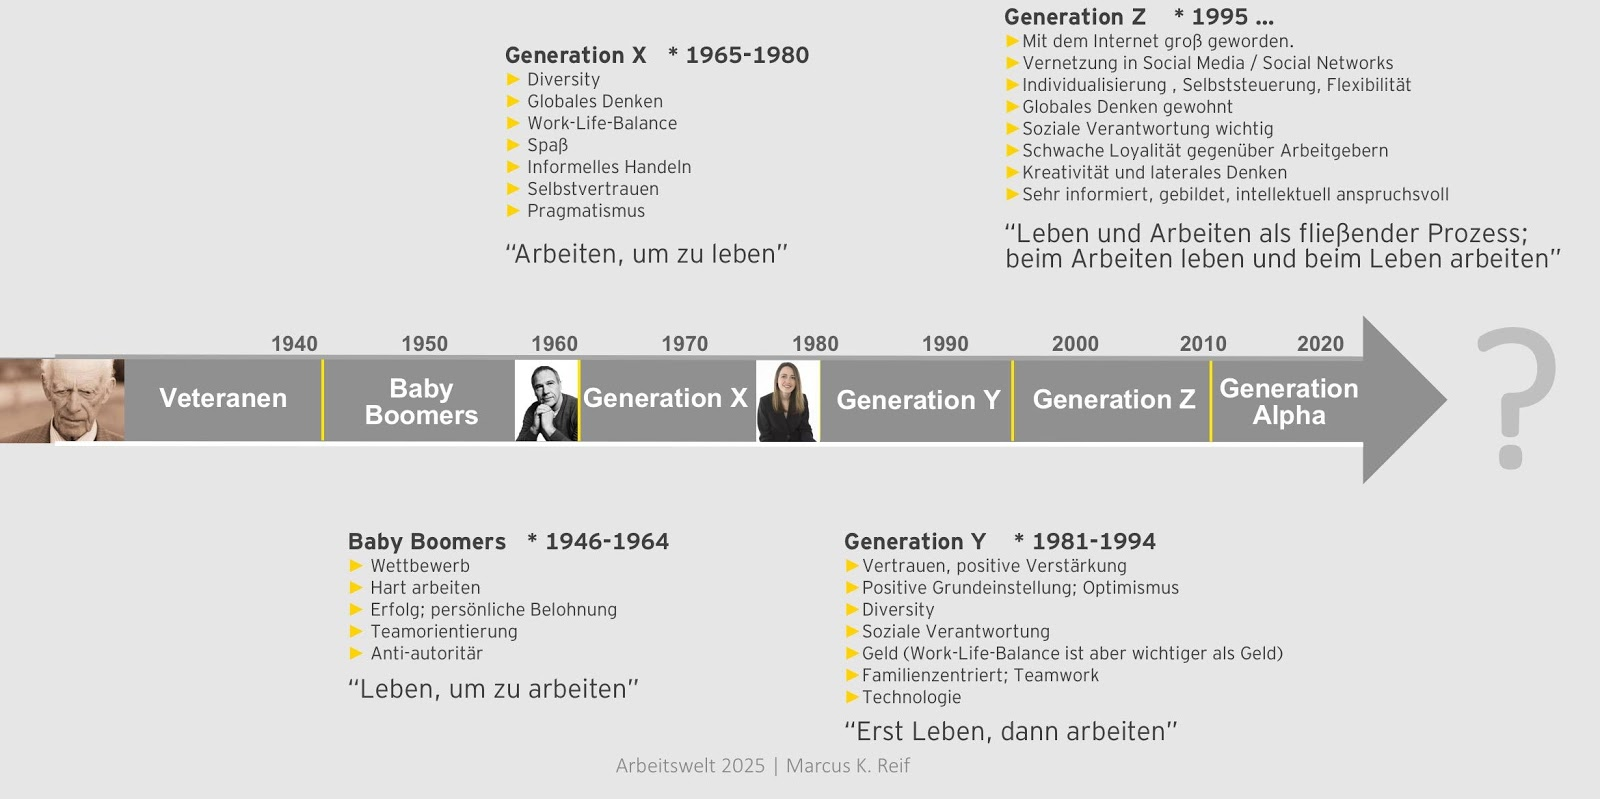 Generation X * 1965-1980
Diversity
Globales Denken
Work-Life-Balance
Spaß
Informelles Handeln
Selbstvertrauen
Pragmatismus
“Arbeiten, um zu leben”
Generation Z * 1995 ...
Mit dem Internet groß geworden.
Vernetzung in Social Media / Social Networks
Individualisierung , Selbststeuerung, Flexibilität
Globales Denken gewohnt
Soziale Verantwortung wichtig
Schwache Loyalität gegenüber Arbeitgebern
Kreativität und laterales Denken
Sehr informiert, gebildet, intellektuell anspruchsvoll
“Leben und Arbeiten als fließender Prozess;
beim Arbeiten leben und beim Leben arbeiten”
1940 1950 1960 1970 1980 1990 2000 2010 2020
Veteranen
Baby
Boomers
Generation X
Generation Y
Generation Z
Generation
Alpha
?
Baby Boomers * 1946-1964
Wettbewerb
Hart arbeiten
Erfolg; persönliche Belohnung
Teamorientierung
Anti-autoritär
“Leben, um zu arbeiten”
Generation Y * 1981-1994
Vertrauen, positive Verstärkung
Positive Grundeinstellung; Optimismus
Diversity
Soziale Verantwortung
Geld (Work-Life-Balance ist aber wichtiger als Geld)
Familienzentriert; Teamwork
Technologie
“Erst Leben, dann arbeiten”
Arbeitswelt 2025 | Marcus K. Reif